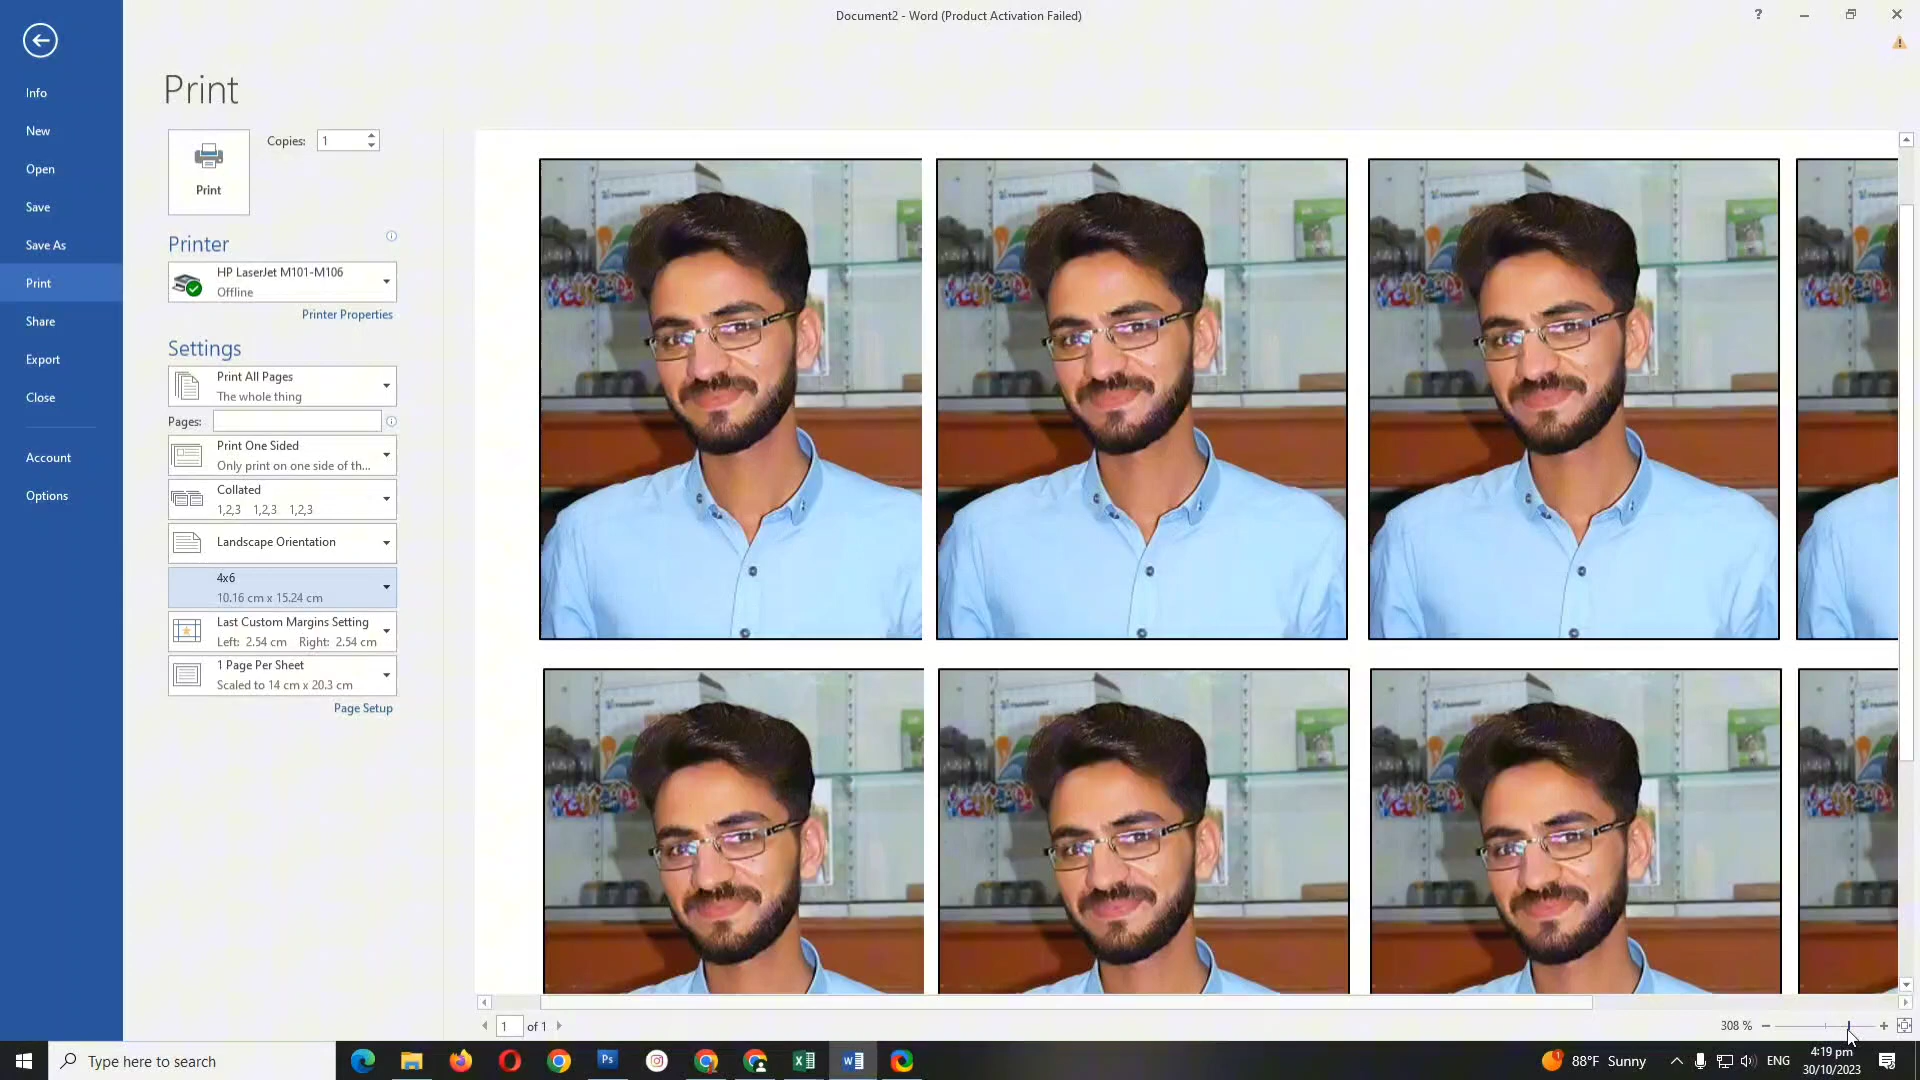 Document2 - Word (Product Activation Failed)
?
Info
New
Open
Save
Save As
Print
Share
Export
Close
Account
Options
Print
Print
Copies: 1
Printer
HP LaserJet M101-M106
Offline
Printer Properties
Settings
Print All Pages
The whole thing
Pages:
Print One Sided
Only print on one side of th...
Collated
1,2,3 1,2,3 1,2,3
Landscape Orientation
4x6
10.16 cm x 15.24 cm
Last Custom Margins Setting
Left: 2.54 cm Right: 2.54 cm
1 Page Per Sheet
Scaled to 14 cm x 20.3 cm
Page Setup
1 of 1
308 %
Type here to search
Ps
88°F Sunny
ENG
4:19 pm
30/10/2023